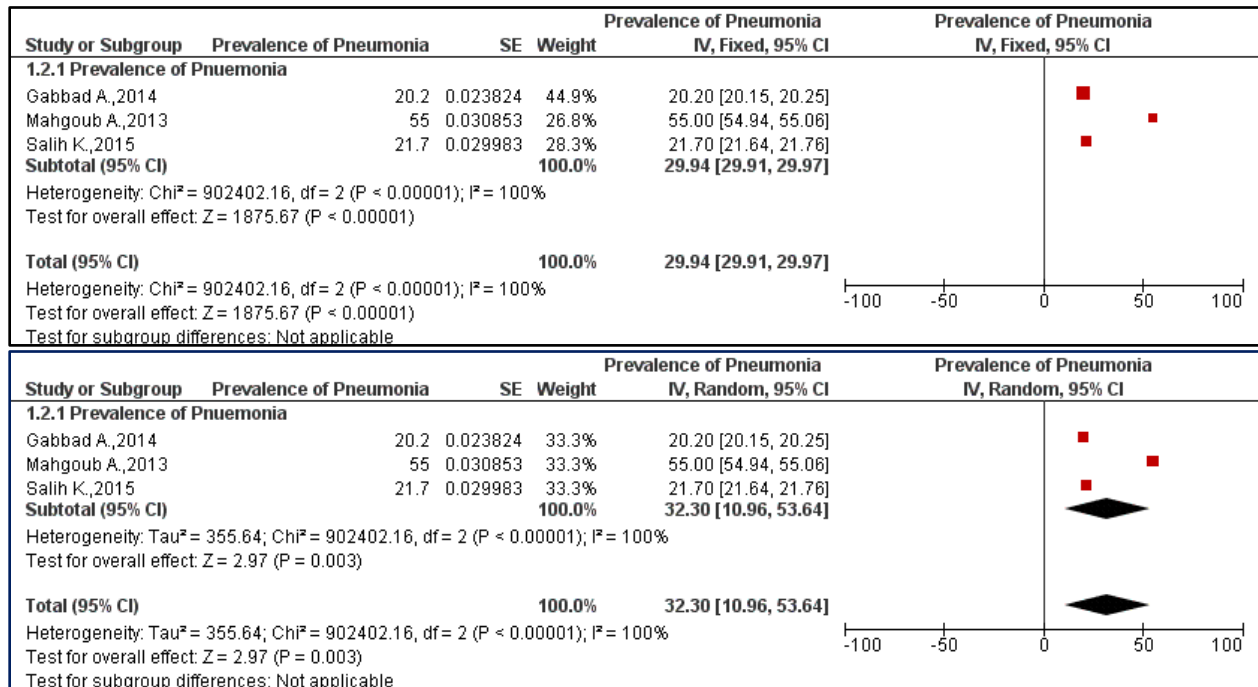 Prevalence of Pneumonia Prevalence of Pneumonia
Study or Subgroup Prevalence of Pneumonia SE Weight IV, Fixed, 95% CI IV, Fixed, 95% CI
1.2.1 Prevalence of Pnuemonia
Gabbad A.,2014 20.2 0.023824 44.9% 20.20 [20.15, 20.25]
Mahgoub A.,2013 55 0.030853 26.8% 55.00 [54.94, 55.06]
Salih K.,2015 21.7 0.029983 28.3% 21.70 [21.64, 21.76]
Subtotal (95% CI) 100.0% 29.94 [29.91, 29.97]
Heterogeneity: Chi² = 902402.16, df = 2 (P < 0.00001); I² = 100%
Test for overall effect: Z = 1875.67 (P < 0.00001)
Total (95% CI) 100.0% 29.94 [29.91, 29.97]
Heterogeneity: Chi² = 902402.16, df = 2 (P < 0.00001); I² = 100%
Test for overall effect: Z = 1875.67 (P < 0.00001)
Test for subgroup differences: Not applicable
-100 -50 0 50 100
Prevalence of Pneumonia Prevalence of Pneumonia
Study or Subgroup Prevalence of Pneumonia SE Weight IV, Random, 95% CI IV, Random, 95% CI
1.2.1 Prevalence of Pnuemonia
Gabbad A.,2014 20.2 0.023824 33.3% 20.20 [20.15, 20.25]
Mahgoub A.,2013 55 0.030853 33.3% 55.00 [54.94, 55.06]
Salih K.,2015 21.7 0.029983 33.3% 21.70 [21.64, 21.76]
Subtotal (95% CI) 100.0% 32.30 [10.96, 53.64]
Heterogeneity: Tau² = 355.64; Chi² = 902402.16, df = 2 (P < 0.00001); I² = 100%
Test for overall effect: Z = 2.97 (P = 0.003)
Total (95% CI) 100.0% 32.30 [10.96, 53.64]
Heterogeneity: Tau² = 355.64; Chi² = 902402.16, df = 2 (P < 0.00001); I² = 100%
Test for overall effect: Z = 2.97 (P = 0.003)
Test for subgroup differences: Not applicable
-100 -50 0 50 100